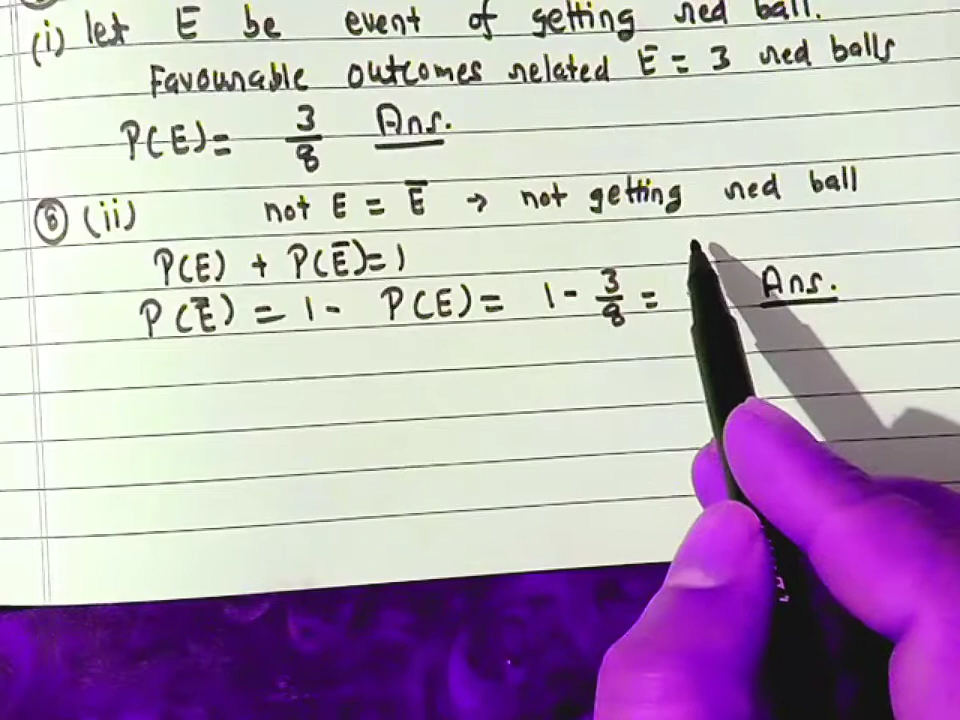 (i) let E be event of getting red ball.
Favourable outcomes related E = 3 red balls
P(E) = 3/8 Ans.
8 (ii) not E = E̅ → not getting red ball
P(E) + P(E̅) = 1
P(E̅) = 1 - P(E) = 1 - 3/8 = Ans.